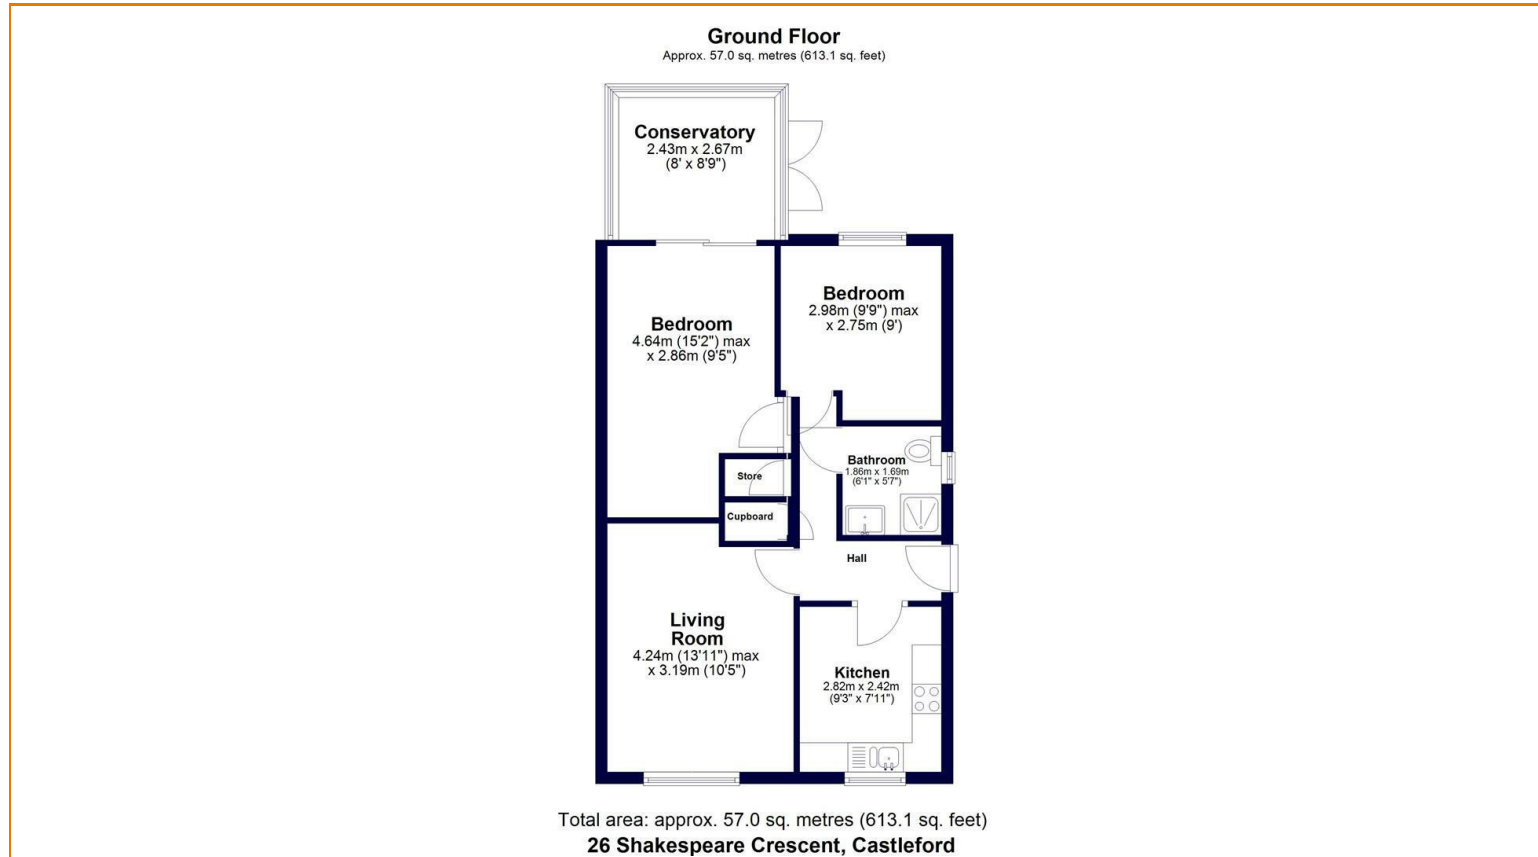 Ground Floor
Approx. 57.0 sq. metres (613.1 sq. feet)
Conservatory
2.43m x 2.67m
(8' x 8'9")
Bedroom
2.98m (9'9") max
x 2.75m (9')
Bedroom
4.64m (15'2") max
x 2.86m (9'5")
Bathroom
1.86m x 1.69m
(6'1" x 5'7")
Store
Cupboard
Hall
Living
Room
4.24m (13'11") max
x 3.19m (10'5")
Kitchen
2.82m x 2.42m
(9'3" x 7'11")
Total area: approx. 57.0 sq. metres (613.1 sq. feet)
26 Shakespeare Crescent, Castleford